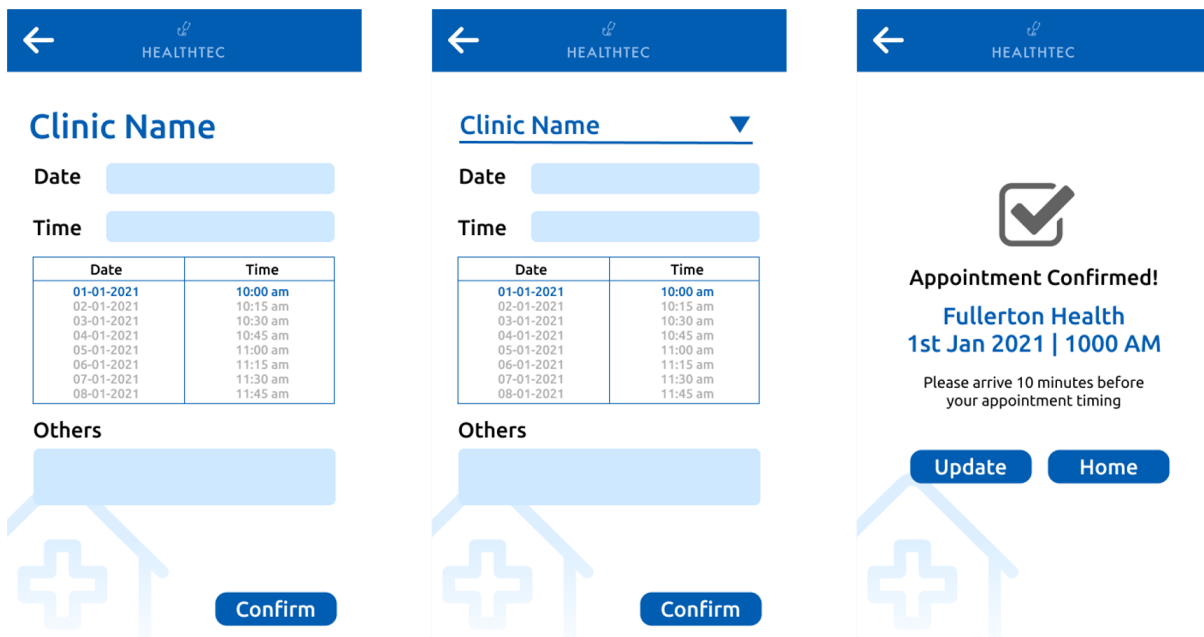 HEALTHTEC
Clinic Name
Date
Time
Date Time
01-01-2021 10:00 am
02-01-2021 10:15 am
03-01-2021 10:30 am
04-01-2021 10:45 am
05-01-2021 11:00 am
06-01-2021 11:15 am
07-01-2021 11:30 am
08-01-2021 11:45 am
Others
Confirm
HEALTHTEC
Clinic Name
Date
Time
Date Time
01-01-2021 10:00 am
02-01-2021 10:15 am
03-01-2021 10:30 am
04-01-2021 10:45 am
05-01-2021 11:00 am
06-01-2021 11:15 am
07-01-2021 11:30 am
08-01-2021 11:45 am
Others
Confirm
HEALTHTEC
Appointment Confirmed!
Fullerton Health
1st Jan 2021 | 1000 AM
Please arrive 10 minutes before
your appointment timing
Update Home